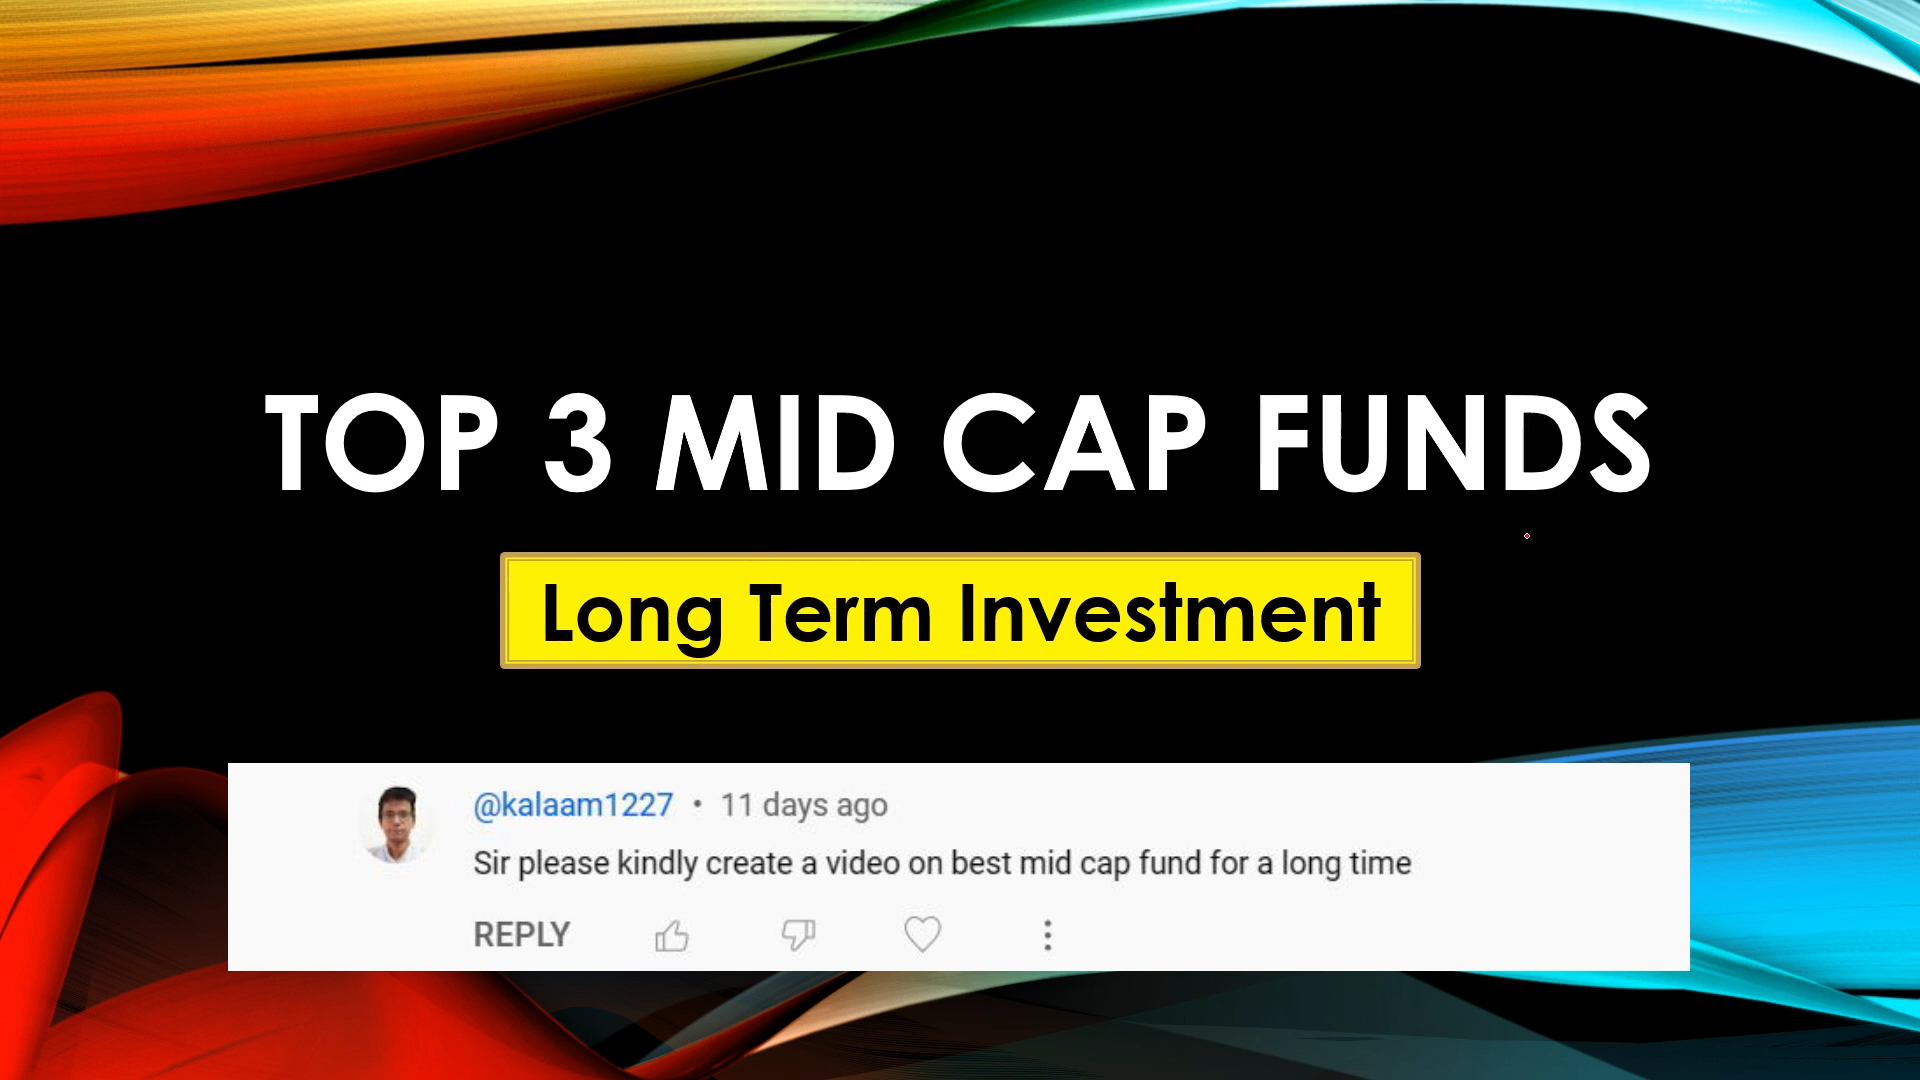 TOP 3 MID CAP FUNDS
Long Term Investment
@kalaam1227 • 11 days ago
Sir please kindly create a video on best mid cap fund for a long time
REPLY